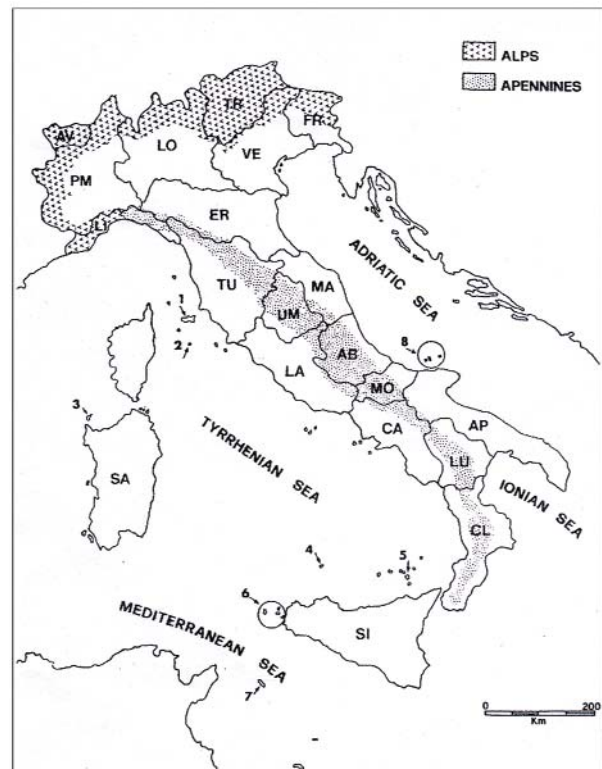 ALPS
APENNINES
TR
AV
FR
LO
VE
PM
LI
ER
ADRIATIC SEA
TU
MA
1
UM
2
8
AB
LA
MO
3
CA
AP
TYRRHENIAN SEA
LU
SA
IONIAN SEA
CL
4
5
6
MEDITERRANEAN SEA
SI
7
0 200
Km